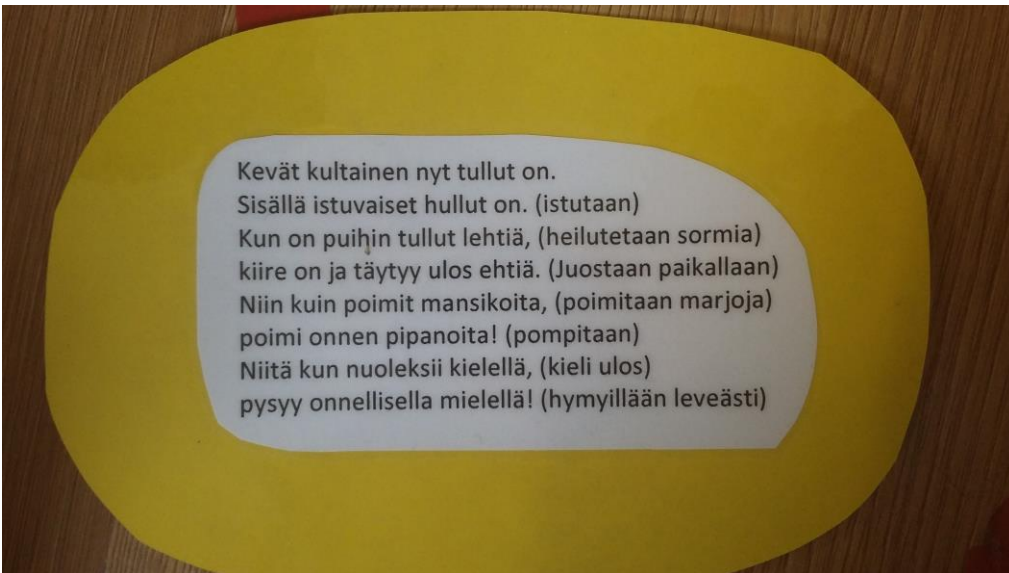 Kevät kultainen nyt tullut on.
Sisällä istuvaiset hullut on. (istutaan)
Kun on puihin tullut lehtiä, (heilutetaan sormia)
kiire on ja täytyy ulos ehtiä. (Juostaan paikallaan)
Niin kuin poimit mansikoita, (poimitaan marjoja)
poimi onnen pipanoita! (pompitaan)
Niitä kun nuoleksii kielellä, (kieli ulos)
pysyy onnellisella mielellä! (hymyillään leveästi)